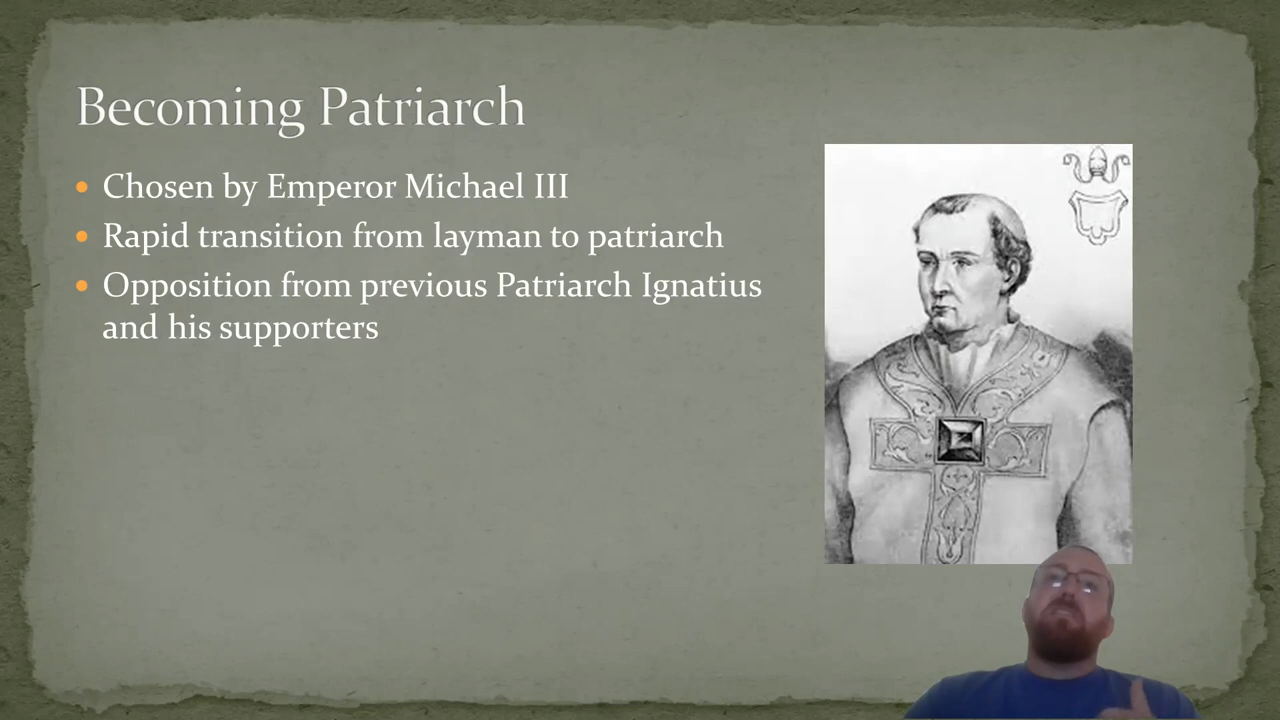 Becoming Patriarch
• Chosen by Emperor Michael III
• Rapid transition from layman to patriarch
• Opposition from previous Patriarch Ignatius
and his supporters